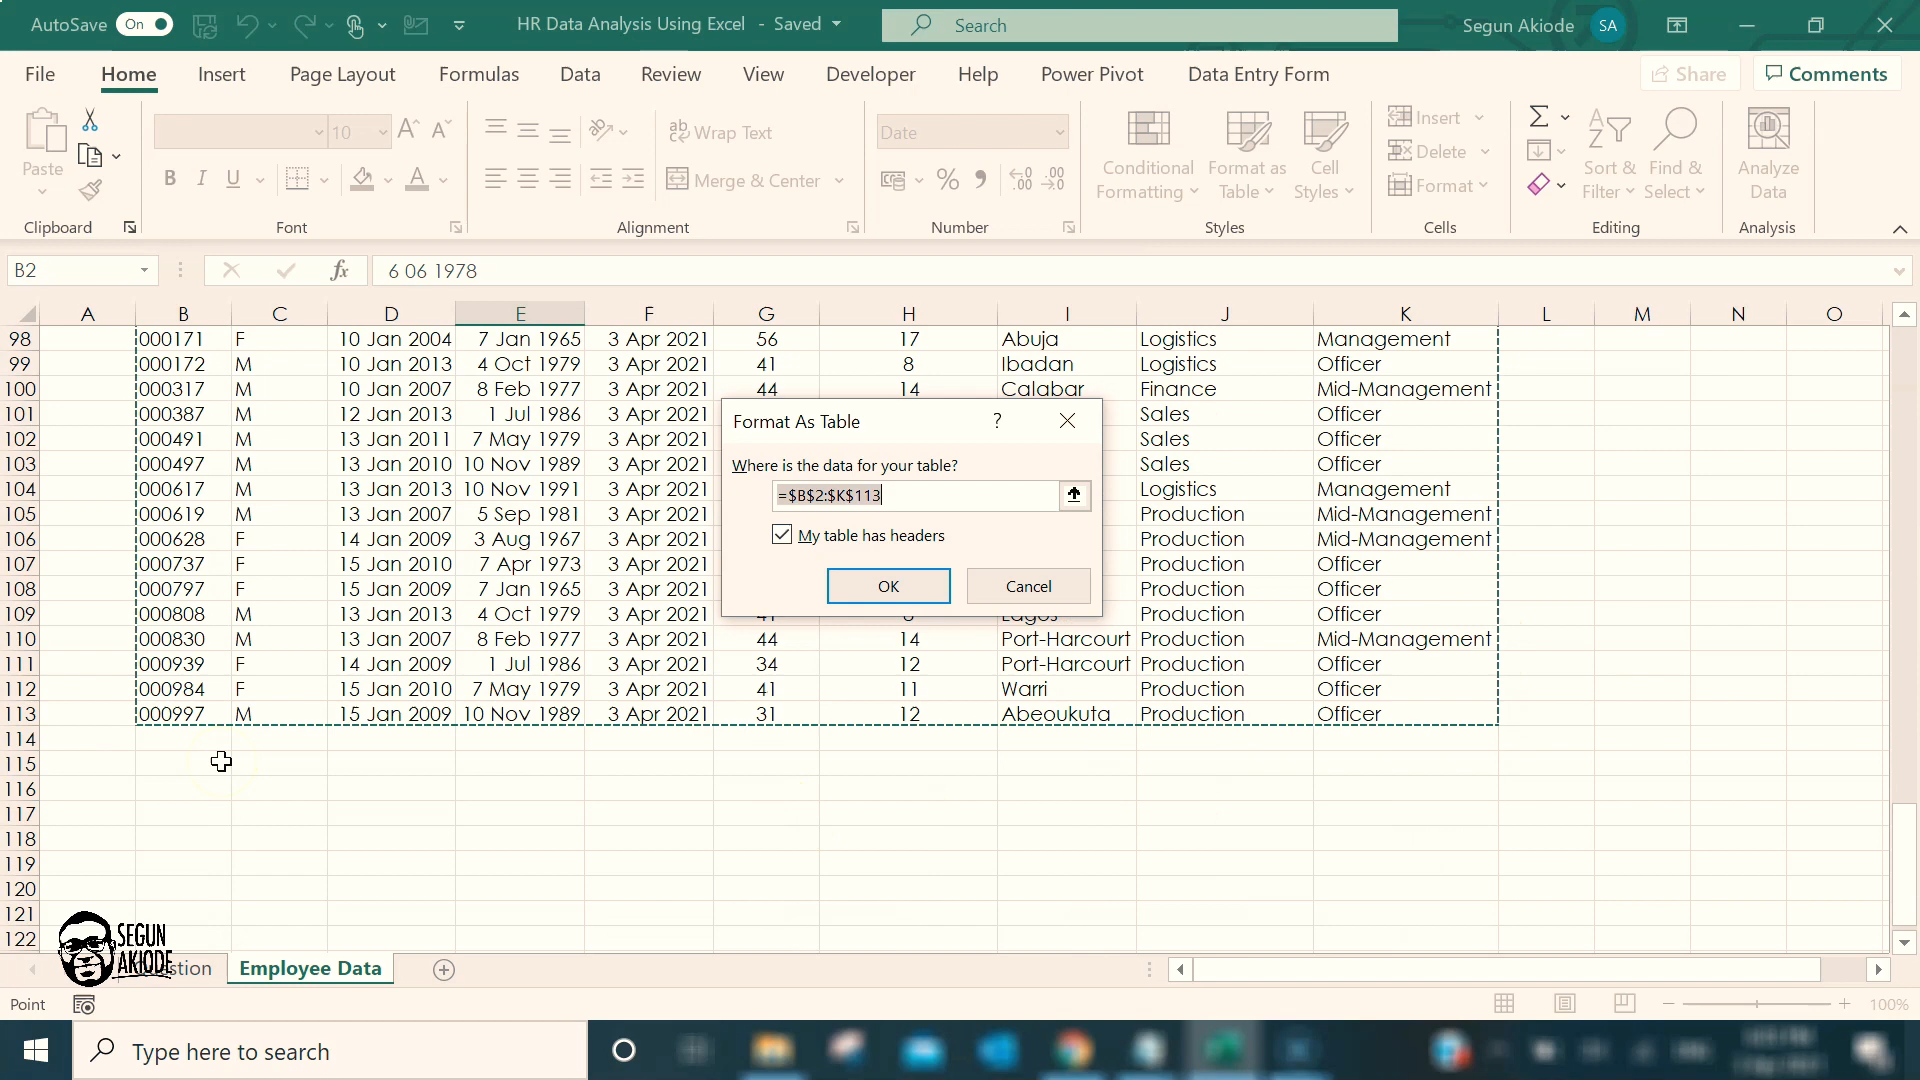 AutoSave On HR Data Analysis Using Excel - Saved Search Segun Akiode SA
File Home Insert Page Layout Formulas Data Review View Developer Help Power Pivot Data Entry Form Share Comments
Paste
10
Wrap Text
Merge & Center
Date
Conditional Formatting
Format as Table
Cell Styles
Insert
Delete
Format
Sort & Filter
Find & Select
Analyze Data
Clipboard Font Alignment Number Styles Cells Editing Analysis
B2 fx 6 06 1978
A B C D E F G H I J K L M N O
98 000171 F 10 Jan 2004 7 Jan 1965 3 Apr 2021 56 17 Abuja Logistics Management
99 000172 M 10 Jan 2013 4 Oct 1979 3 Apr 2021 41 8 Ibadan Logistics Officer
100 000317 M 10 Jan 2007 8 Feb 1977 3 Apr 2021 44 14 Calabar Finance Mid-Management
101 000387 M 12 Jan 2013 1 Jul 1986 3 Apr 2021 Sales Officer
102 000491 M 13 Jan 2011 7 May 1979 3 Apr 2021 Sales Officer
103 000497 M 13 Jan 2010 10 Nov 1989 3 Apr 2021 Sales Officer
104 000617 M 13 Jan 2013 10 Nov 1991 3 Apr 2021 Logistics Management
105 000619 M 13 Jan 2007 5 Sep 1981 3 Apr 2021 Production Mid-Management
106 000628 F 14 Jan 2009 3 Aug 1967 3 Apr 2021 Production Mid-Management
107 000737 F 15 Jan 2010 7 Apr 1973 3 Apr 2021 Production Officer
108 000797 F 15 Jan 2009 7 Jan 1965 3 Apr 2021 Production Officer
109 000808 M 13 Jan 2013 4 Oct 1979 3 Apr 2021 41 8 Lagos Production Officer
110 000830 M 13 Jan 2007 8 Feb 1977 3 Apr 2021 44 14 Port-Harcourt Production Mid-Management
111 000939 F 14 Jan 2009 1 Jul 1986 3 Apr 2021 34 12 Port-Harcourt Production Officer
112 000984 F 15 Jan 2010 7 May 1979 3 Apr 2021 41 11 Warri Production Officer
113 000997 M 15 Jan 2009 10 Nov 1989 3 Apr 2021 31 12 Abeoukuta Production Officer
114
115
116
117
118
119
120
121
122
Format As Table ?
Where is the data for your table?
=$B$2:$K$113
My table has headers
OK Cancel
SEGUN
AKIODE
Employee Data
Point 100%
Type here to search